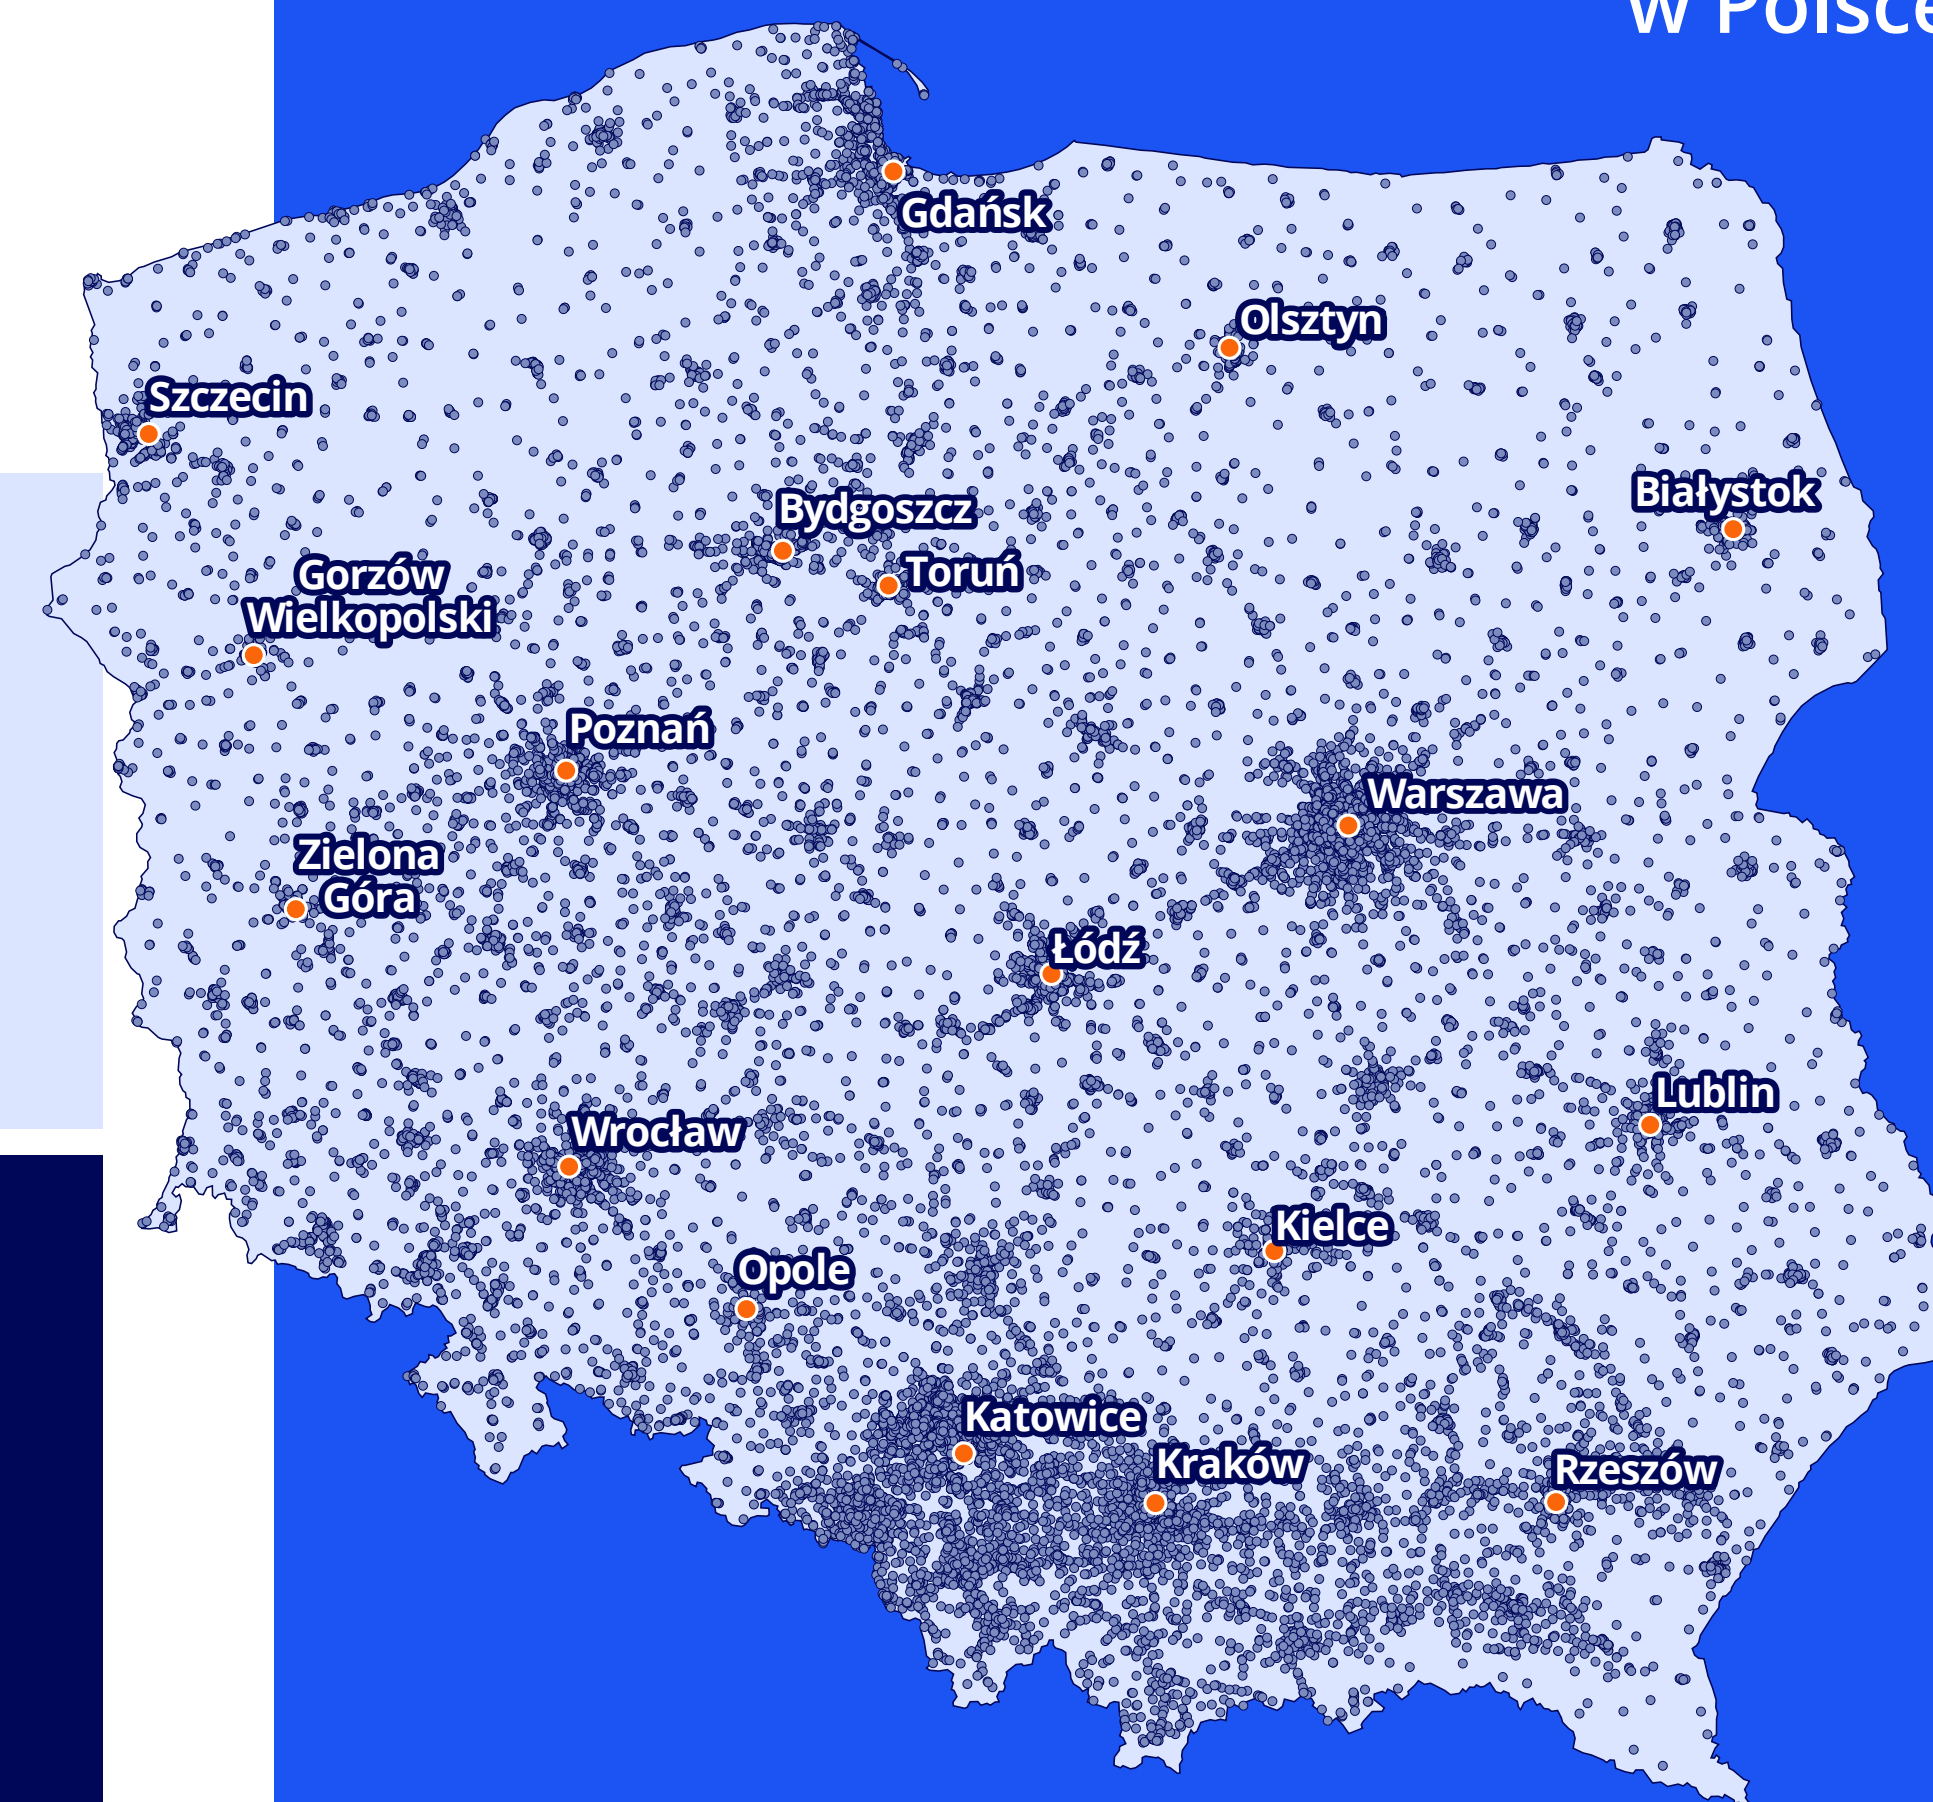 w Polsce
Gdańsk
Olsztyn
Szczecin
Białystok
Bydgoszcz
Toruń
Gorzów
Wielkopolski
Poznań
Warszawa
Zielona
Góra
Łódź
Lublin
Wrocław
Kielce
Opole
Katowice
Kraków
Rzeszów